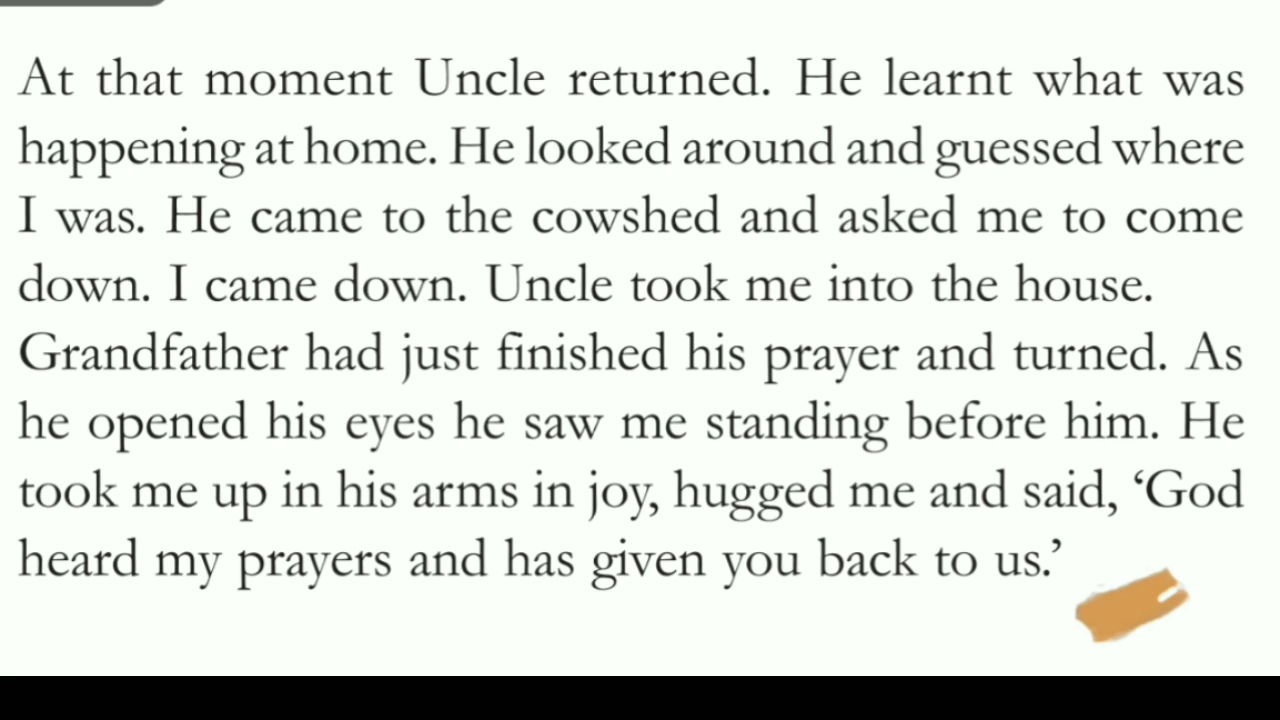 At that moment Uncle returned. He learnt what was
happening at home. He looked around and guessed where
I was. He came to the cowshed and asked me to come
down. I came down. Uncle took me into the house.
Grandfather had just finished his prayer and turned. As
he opened his eyes he saw me standing before him. He
took me up in his arms in joy, hugged me and said, ‘God
heard my prayers and has given you back to us.’